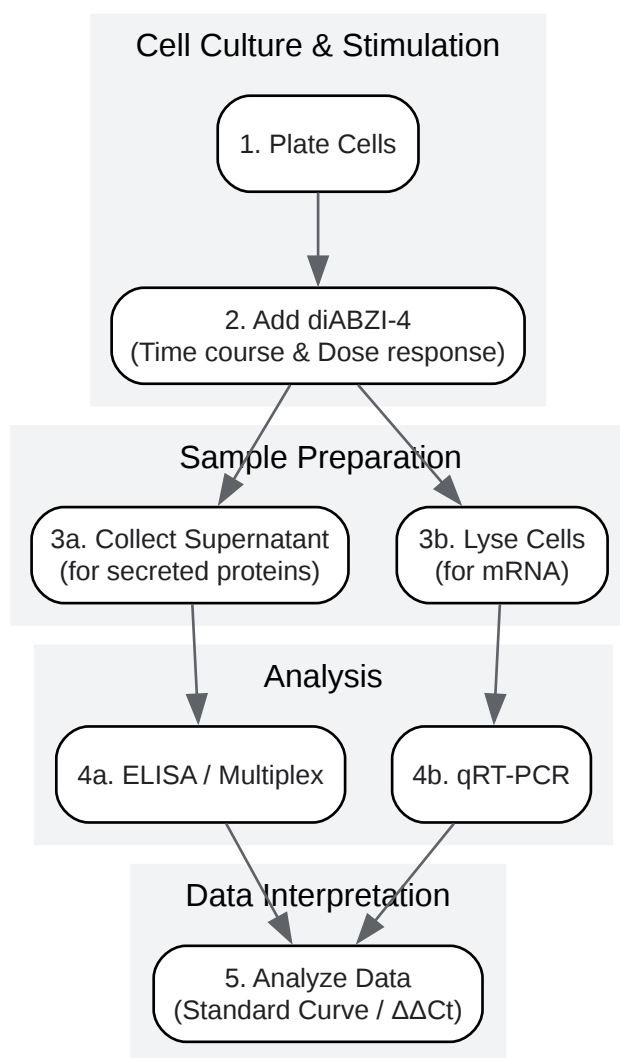 Cell Culture & Stimulation
1. Plate Cells
2. Add diABZI-4
(Time course & Dose response)
Sample Preparation
3a. Collect Supernatant
(for secreted proteins)
3b. Lyse Cells
(for mRNA)
Analysis
4a. ELISA / Multiplex
4b. qRT-PCR
Data Interpretation
5. Analyze Data
(Standard Curve / ΔΔCt)